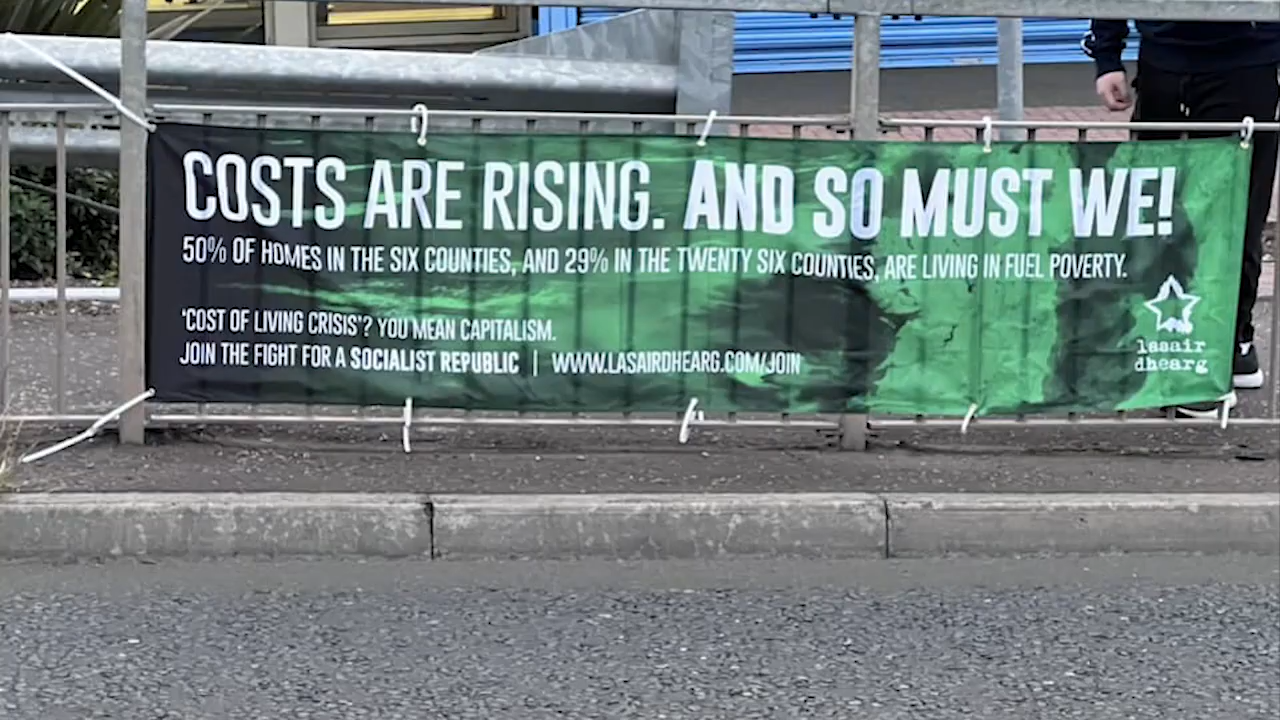 COSTS ARE RISING. AND SO MUST WE!
50% OF HOMES IN THE SIX COUNTIES, AND 29% IN THE TWENTY SIX COUNTIES, ARE LIVING IN FUEL POVERTY.
'COST OF LIVING CRISIS'? YOU MEAN CAPITALISM.
JOIN THE FIGHT FOR A SOCIALIST REPUBLIC | WWW.LASAIRDHEARG.COM/JOIN
lasair
dhearg